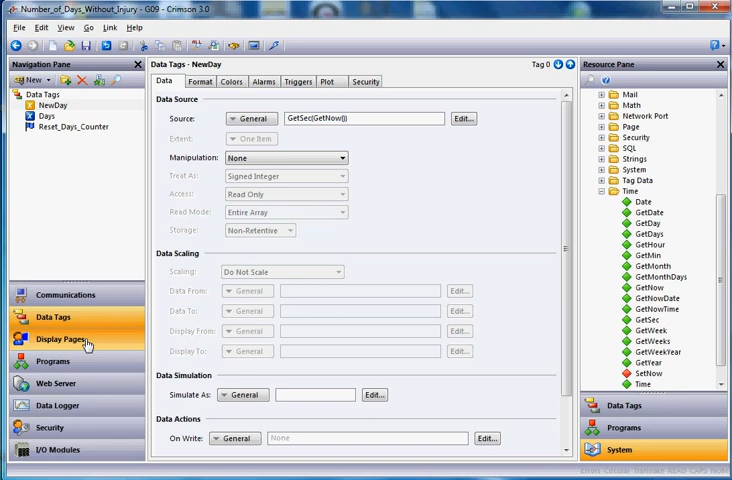 Number_of_Days_Without_Injury - G09 - Crimson 3.0
File Edit View Go Link Help
Navigation Pane
New
Data Tags
NewDay
Days
Reset_Days_Counter
Communications
Data Tags
Display Pages
Programs
Web Server
Data Logger
Security
I/O Modules
Data Tags - NewDay
Tag 0
Data Format Colors Alarms Triggers Plot Security
Data Source
Source: General GetSec(GetNow()) Edit...
Extent: One Item
Manipulation: None
Treat As: Signed Integer
Access: Read Only
Read Mode: Entire Array
Storage: Non-Retentive
Data Scaling
Scaling: Do Not Scale
Data From: General Edit...
Data To: General Edit...
Display From: General Edit...
Display To: General Edit...
Data Simulation
Simulate As: General Edit...
Data Actions
On Write: General None Edit...
Resource Pane
Mail
Math
Network Port
Page
Security
SQL
Strings
System
Tag Data
Time
Date
GetDate
GetDay
GetDays
GetHour
GetMin
GetMonth
GetMonthDays
GetNow
GetNowDate
GetNowTime
GetSec
GetWeek
GetWeeks
GetWeekYear
GetYear
SetNow
Time
Data Tags
Programs
System
Errors Circular Translate READ CAPS NUM